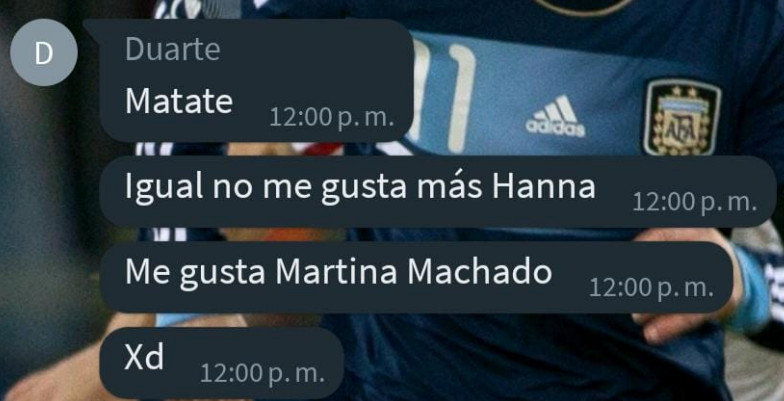 D
Duarte
Matate
12:00 p. m.
11
adidas
AFA
Igual no me gusta más Hanna
12:00 p. m.
Me gusta Martina Machado
12:00 p. m.
Xd
12:00 p. m.